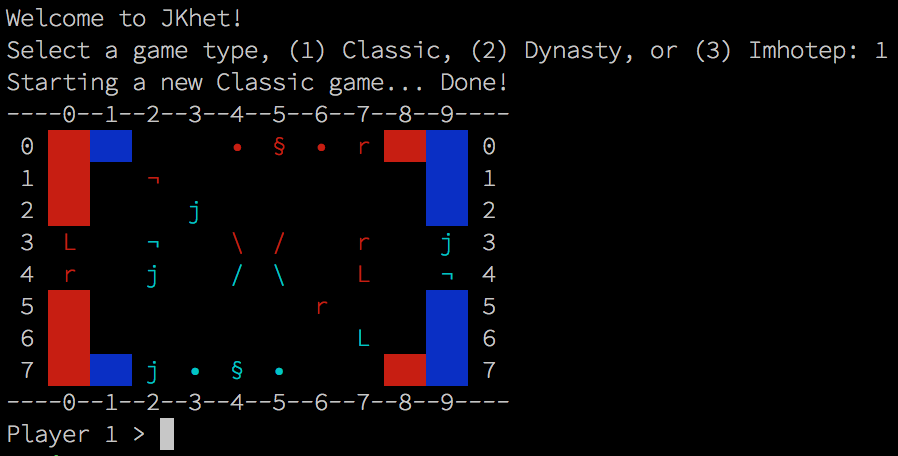 Welcome to JKhet!
Select a game type, (1) Classic, (2) Dynasty, or (3) Imhotep: 1
Starting a new Classic game... Done!
----0--1--2--3--4--5--6--7--8--9----
0 • § • r 0
1 ¬ 1
2 j 2
3 L ¬ \ / r j 3
4 r j / \ L ¬ 4
5 r 5
6 L 6
7 j • § • 7
----0--1--2--3--4--5--6--7--8--9----
Player 1 >